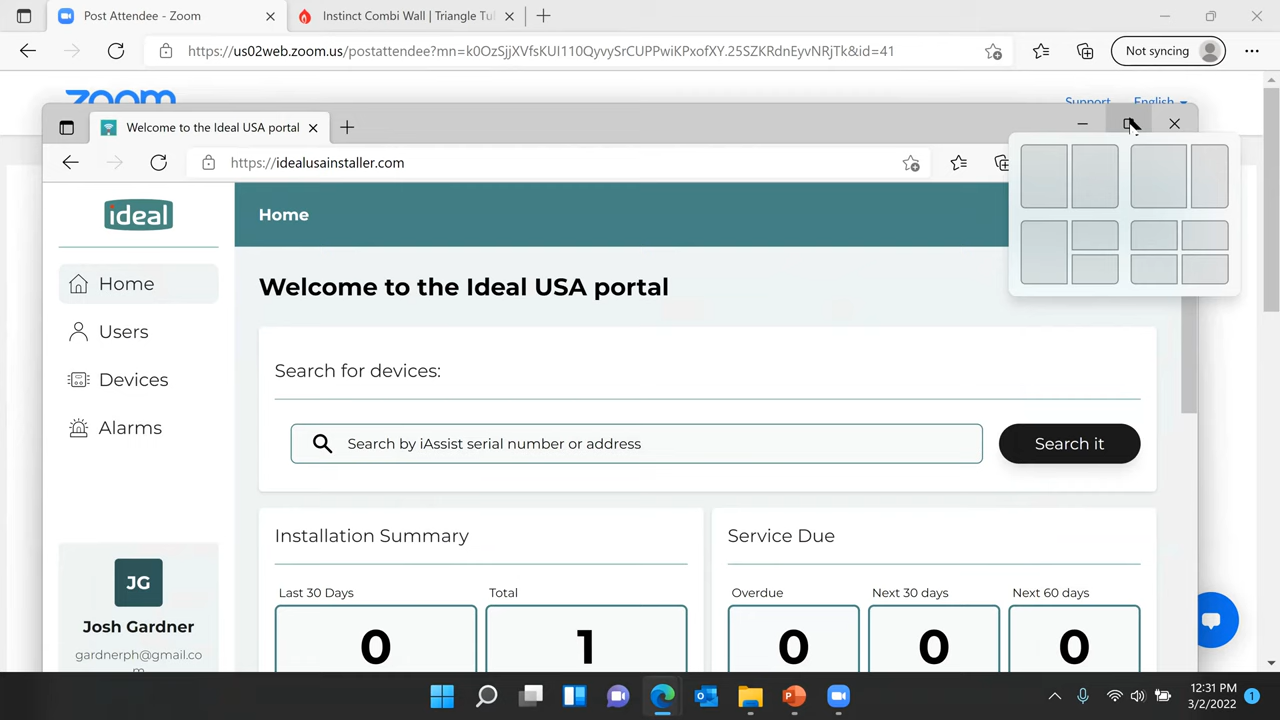 Post Attendee - Zoom
Instinct Combi Wall | Triangle Tu
https://us02web.zoom.us/postattendee?mn=k0OzSjjXVfsKUI110QyvySrCUPPwiKPxofXY.25SZKRdnEyvNRjTk&id=41
Not syncing
zoom
Support
English
Welcome to the Ideal USA portal
https://idealusainstaller.com
ideal
Home
Home
Users
Devices
Alarms
Welcome to the Ideal USA portal
Search for devices:
Search by iAssist serial number or address
Search it
Installation Summary
Service Due
Last 30 Days
Total
Overdue
Next 30 days
Next 60 days
0
1
0
0
0
JG
Josh Gardner
gardnerph@gmail.co
m
12:31 PM
3/2/2022
1